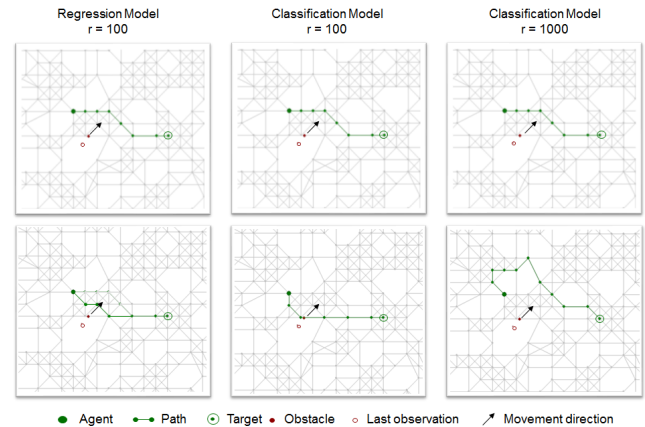 Regression Model
r = 100
Classification Model
r = 100
Classification Model
r = 1000
Agent
Path
Target
Obstacle
Last observation
Movement direction